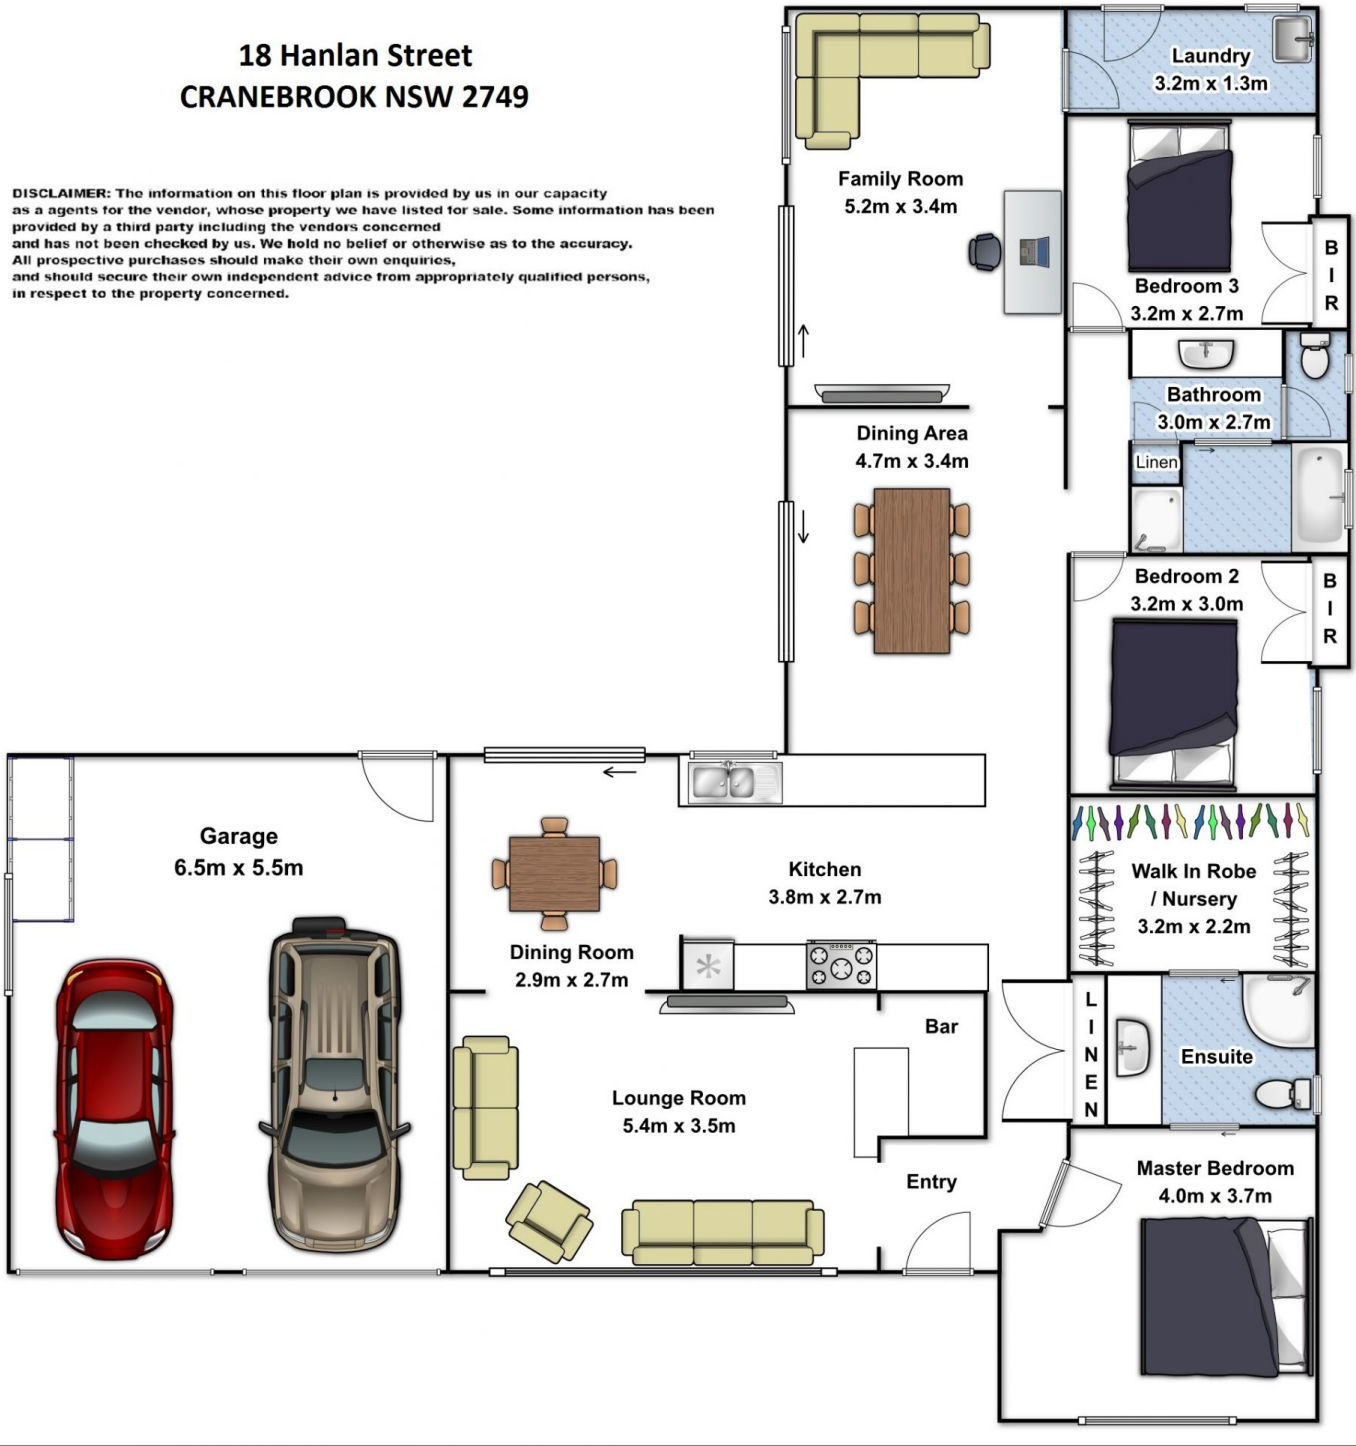 18 Hanlan Street
CRANEBROOK NSW 2749
DISCLAIMER: The information on this floor plan is provided by us in our capacity
as a agents for the vendor, whose property we have listed for sale. Some information has been
provided by a third party including the vendors concerned
and has not been checked by us. We hold no belief or otherwise as to the accuracy.
All prospective purchases should make their own enquiries,
and should secure their own independent advice from appropriately qualified persons,
in respect to the property concerned.
Laundry
3.2m x 1.3m
Family Room
5.2m x 3.4m
Bedroom 3
3.2m x 2.7m
B
I
R
Bathroom
3.0m x 2.7m
Linen
Dining Area
4.7m x 3.4m
Bedroom 2
3.2m x 3.0m
B
I
R
Garage
6.5m x 5.5m
Kitchen
3.8m x 2.7m
Walk In Robe
/ Nursery
3.2m x 2.2m
Dining Room
2.9m x 2.7m
L
I
N
E
N
Bar
Ensuite
Lounge Room
5.4m x 3.5m
Entry
Master Bedroom
4.0m x 3.7m